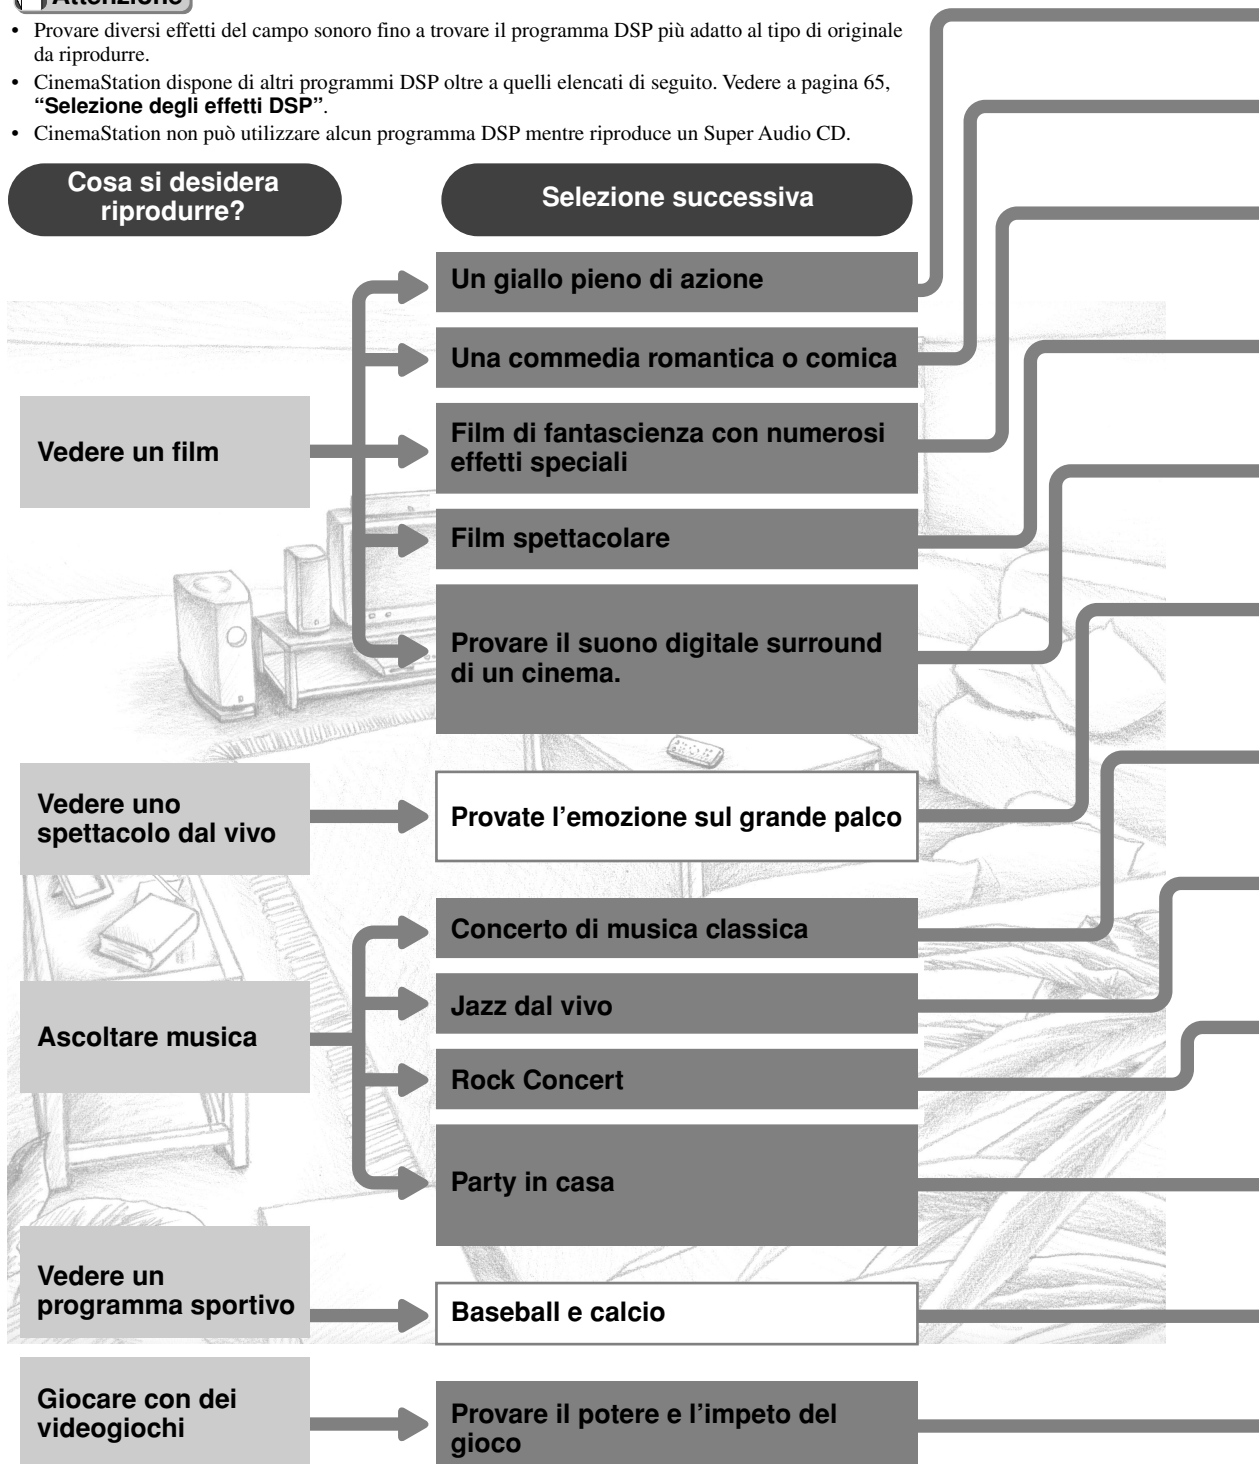 Attenzione
• Provare diversi effetti del campo sonoro fino a trovare il programma DSP più adatto al tipo di originale
da riprodurre.
• CinemaStation dispone di altri programmi DSP oltre a quelli elencati di seguito. Vedere a pagina 65,
“Selezione degli effetti DSP”.
• CinemaStation non può utilizzare alcun programma DSP mentre riproduce un Super Audio CD.
Cosa si desidera
riprodurre?
Selezione successiva
Un giallo pieno di azione
Una commedia romantica o comica
Vedere un film
Film di fantascienza con numerosi
effetti speciali
Film spettacolare
Provare il suono digitale surround
di un cinema.
Vedere uno
spettacolo dal vivo
Provate l’emozione sul grande palco
Concerto di musica classica
Jazz dal vivo
Ascoltare musica
Rock Concert
Party in casa
Vedere un
programma sportivo
Baseball e calcio
Giocare con dei
videogiochi
Provare il potere e l’impeto del
gioco